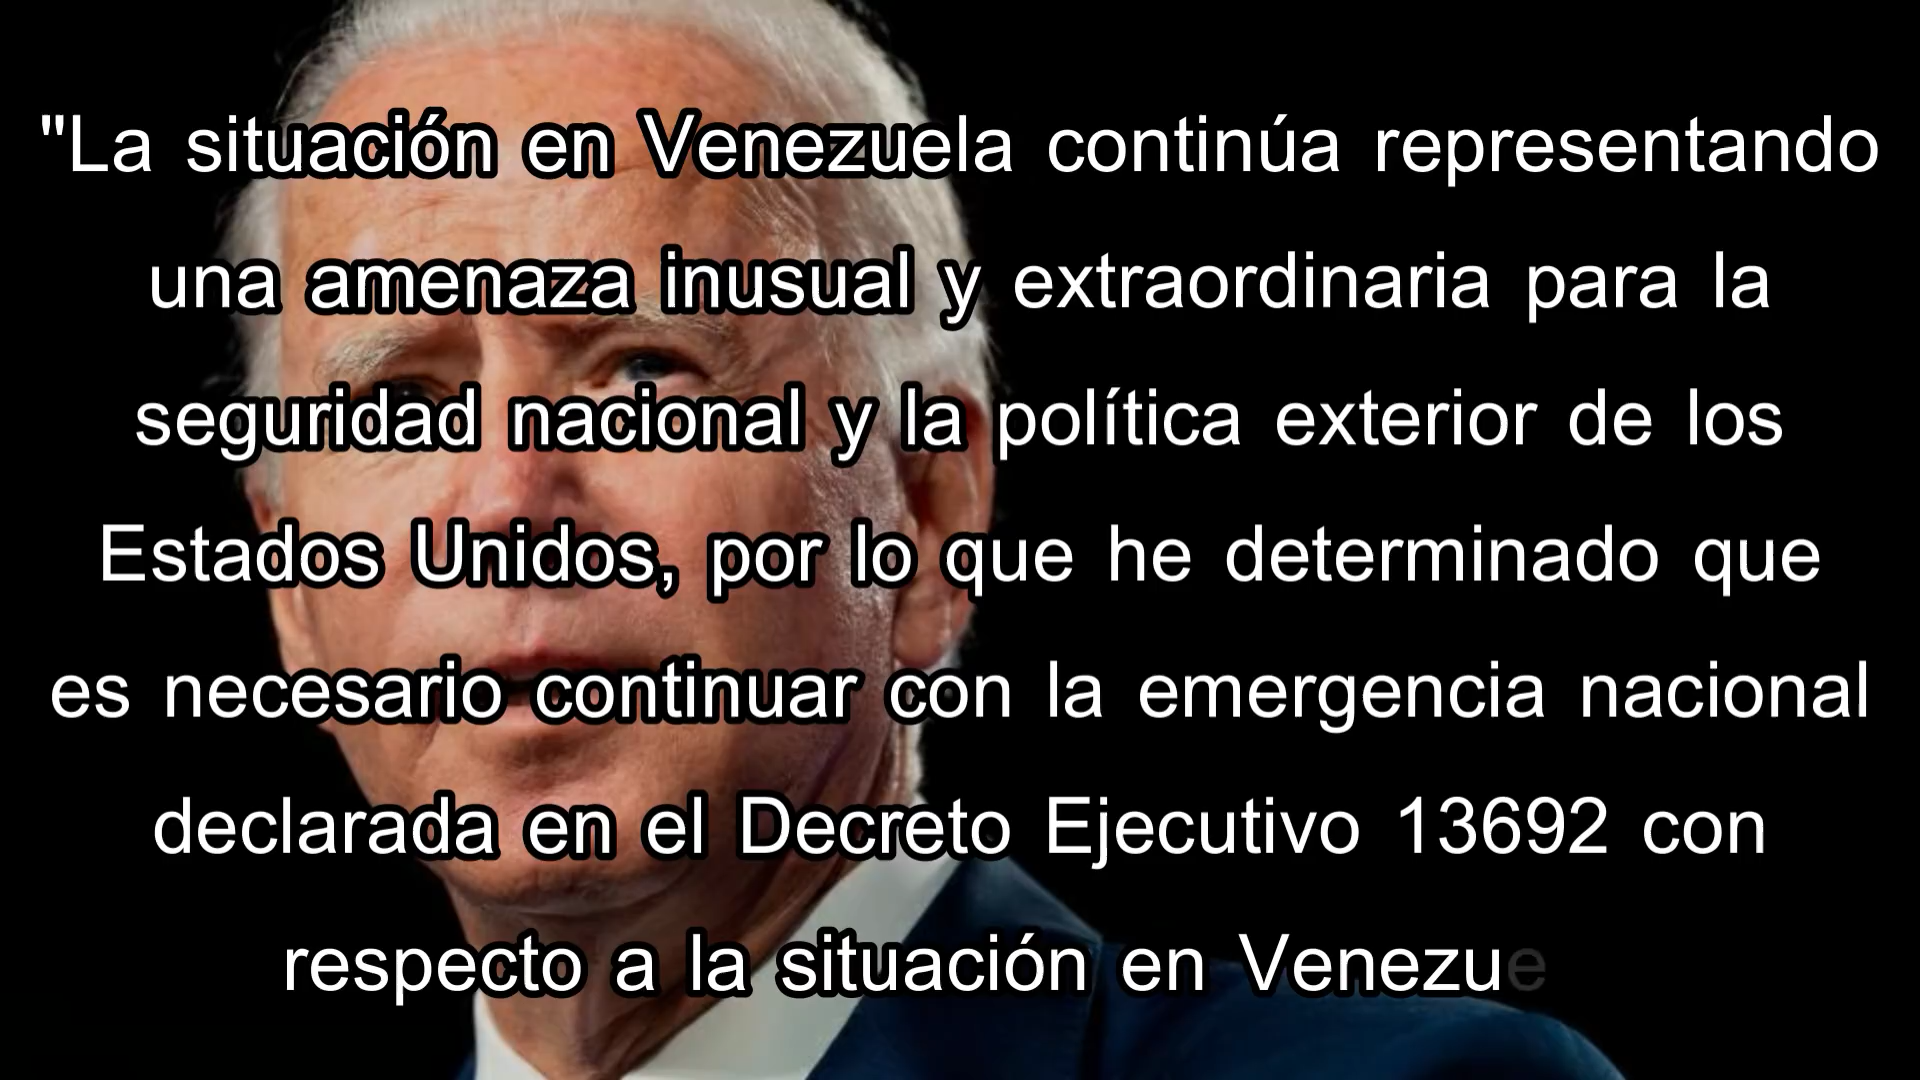 "La situación en Venezuela continúa representando
una amenaza inusual y extraordinaria para la
seguridad nacional y la política exterior de los
Estados Unidos, por lo que he determinado que
es necesario continuar con la emergencia nacional
declarada en el Decreto Ejecutivo 13692 con
respecto a la situación en Venezue